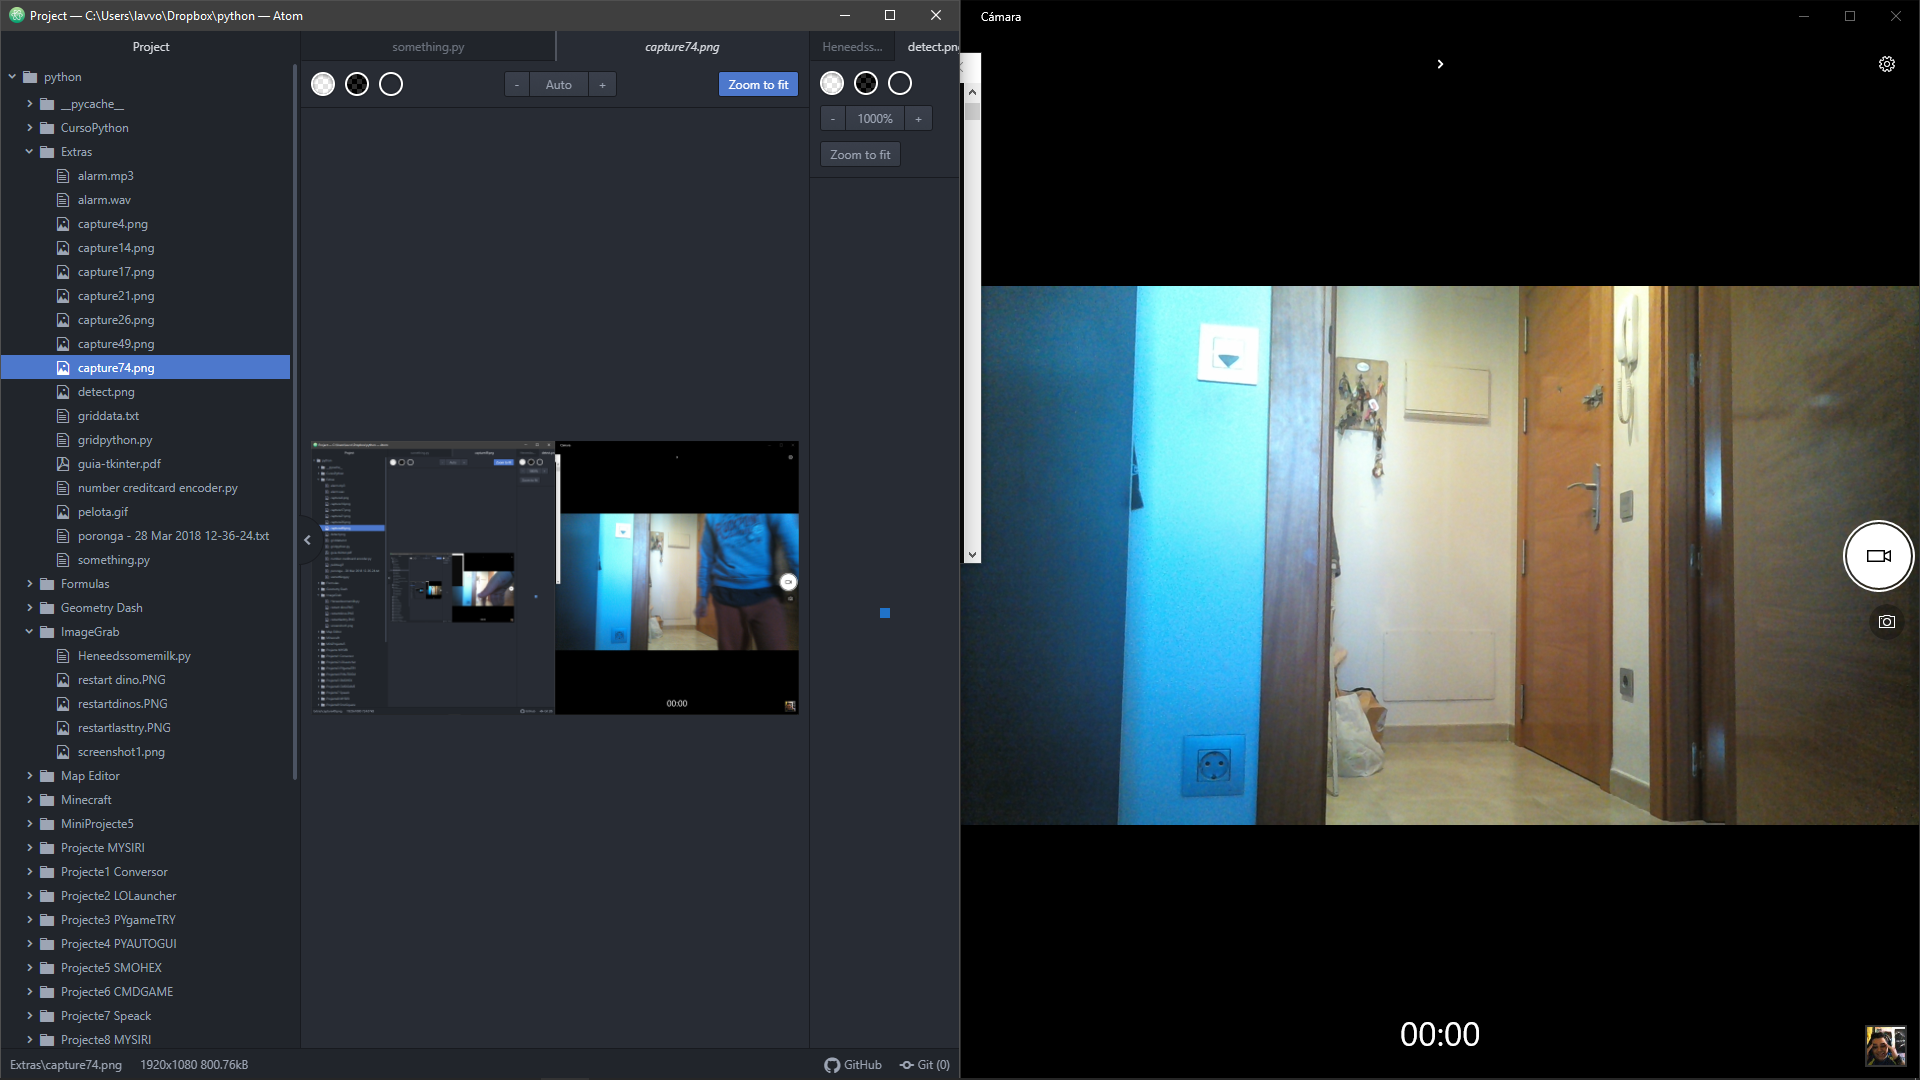 Project — C:\Users\lavvo\Dropbox\python — Atom
Project
python
__pycache__
CursoPython
Extras
alarm.mp3
alarm.wav
capture4.png
capture14.png
capture17.png
capture21.png
capture26.png
capture49.png
capture74.png
detect.png
griddata.txt
gridpython.py
guia-tkinter.pdf
number creditcard encoder.py
pelota.gif
poronga - 28 Mar 2018 12-36-24.txt
something.py
Formulas
Geometry Dash
ImageGrab
Heneedssomemilk.py
restart dino.PNG
restartdinos.PNG
restartlasttry.PNG
screenshot1.png
Map Editor
Minecraft
MiniProjecte5
Projecte MYSIRI
Projecte1 Conversor
Projecte2 LOLauncher
Projecte3 PYgameTRY
Projecte4 PYAUTOGUI
Projecte5 SMOHEX
Projecte6 CMDGAME
Projecte7 Speack
Projecte8 MYSIRI
something.py
capture74.png
- Auto +
Zoom to fit
00:00
Heneedss...
detect.pn
- 1000% +
Zoom to fit
Extras\capture74.png 1920x1080 800.76kB
GitHub Git (0)
Cámara
00:00